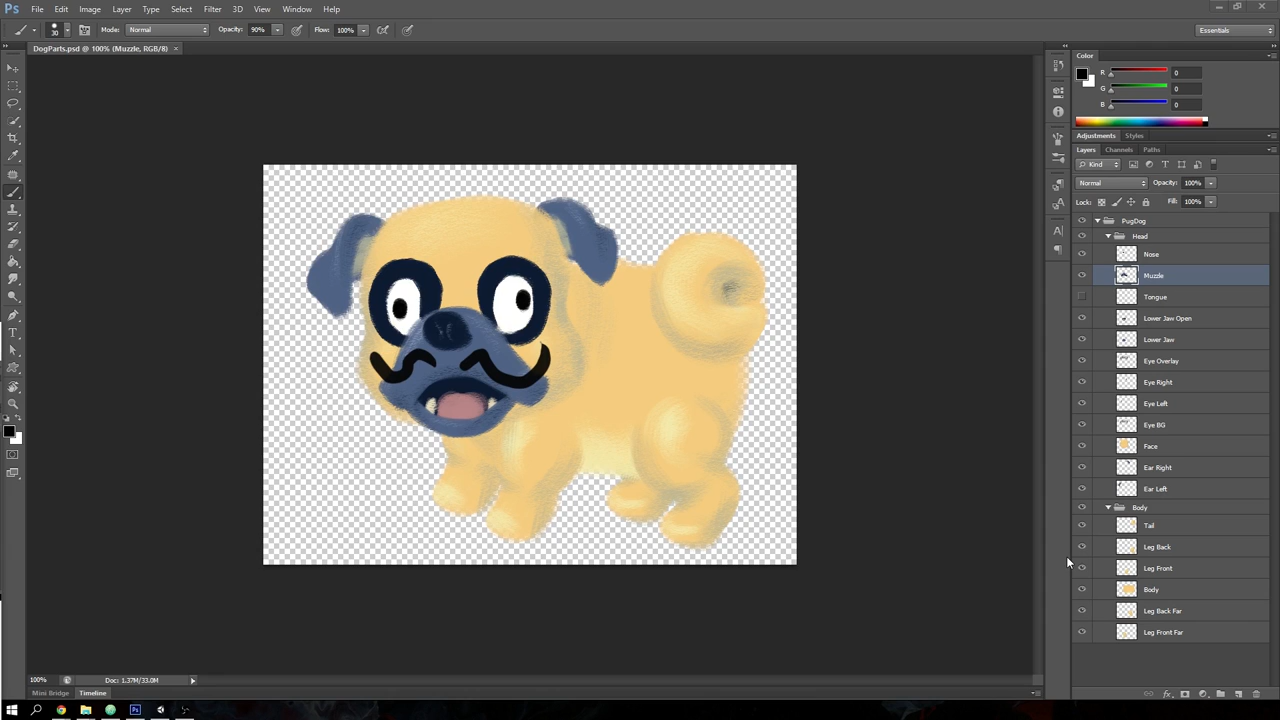 Ps File Edit Image Layer Type Select Filter 3D View Window Help
30 Mode: Normal Opacity: 90% Flow: 100% Essentials
DogParts.psd @ 100% (Muzzle, RGB/8) ×
Color
R 0
G 0
B 0
Adjustments Styles
Layers Channels Paths
Kind
Normal Opacity: 100%
Lock: Fill: 100%
PugDog
Head
Nose
Muzzle
Tongue
Lower Jaw Open
Lower Jaw
Eye Overlay
Eye Right
Eye Left
Eye BG
Face
Ear Right
Ear Left
Body
Tail
Leg Back
Leg Front
Body
Leg Back Far
Leg Front Far
100% Doc: 1.37M/33.0M
Mini Bridge Timeline
Ps